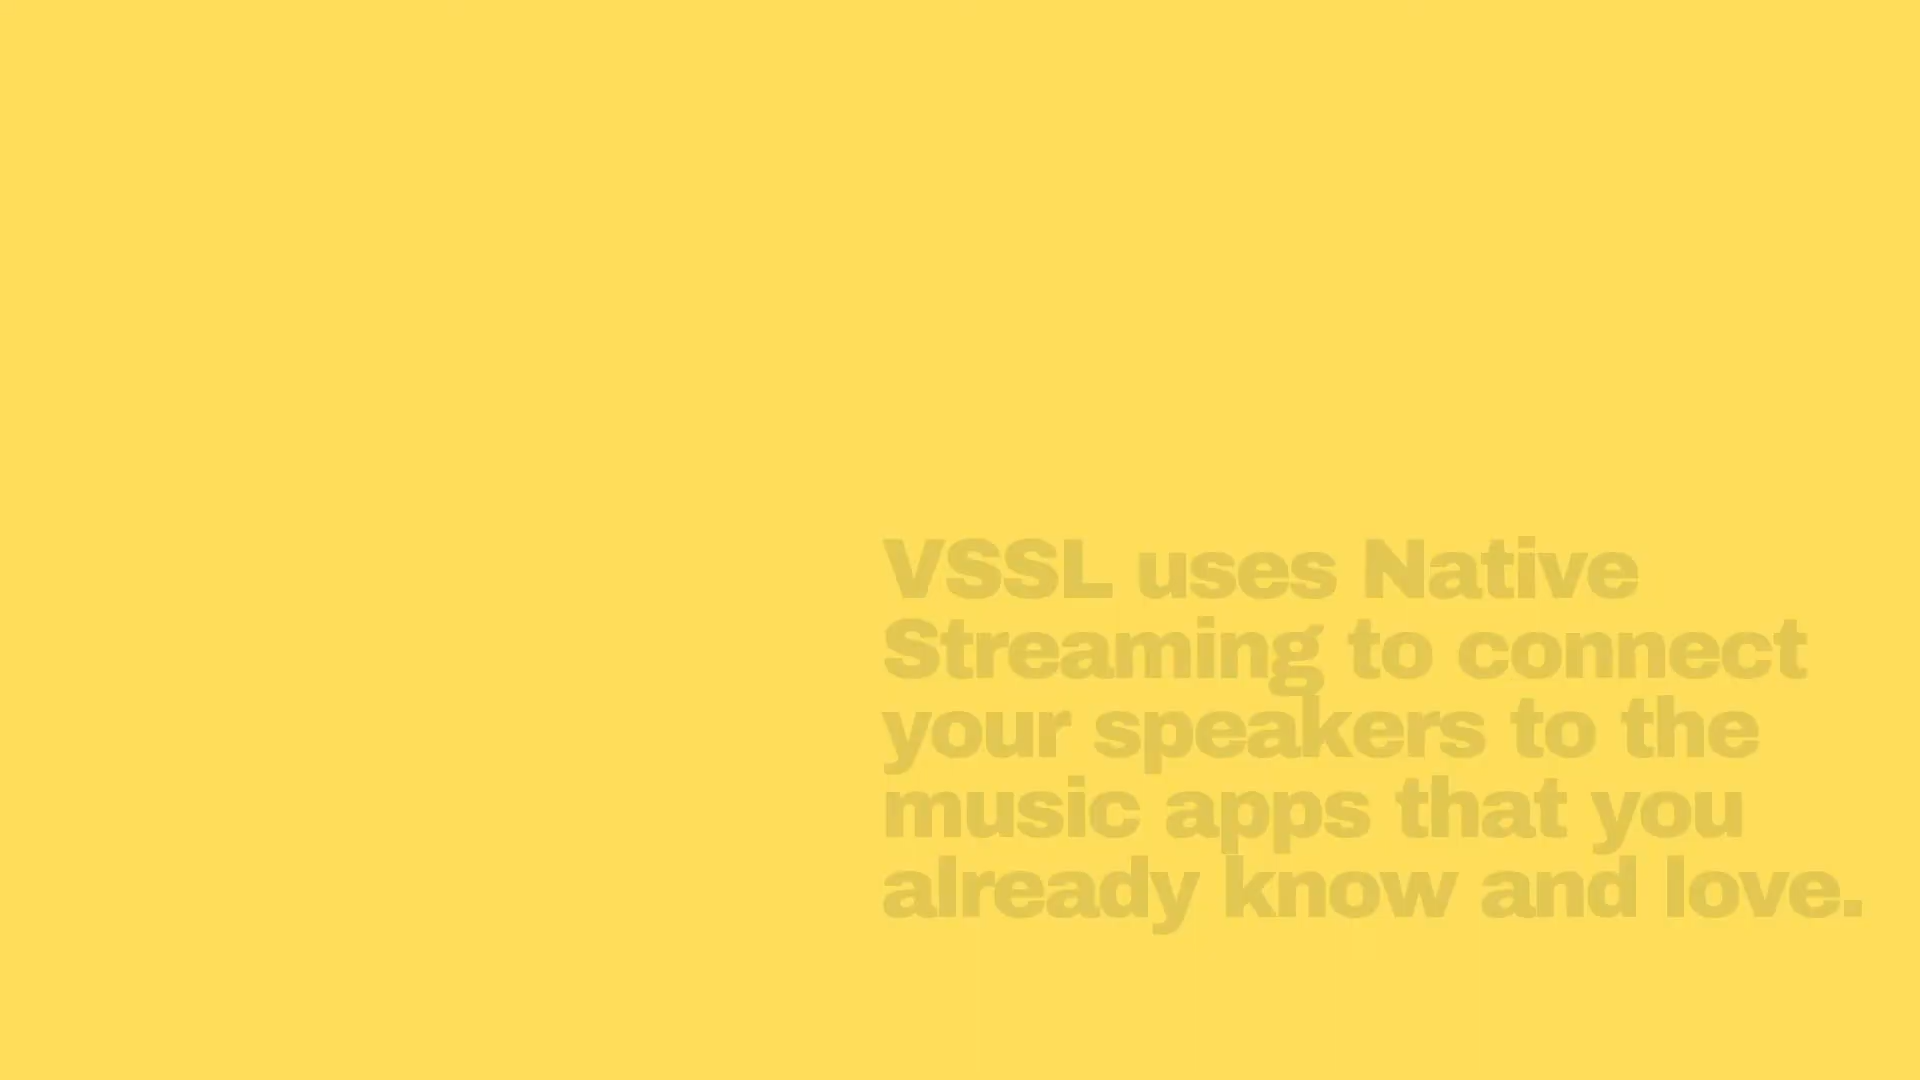 VSSL uses Native
Streaming to connect
your speakers to the
music apps that you
already know and love.